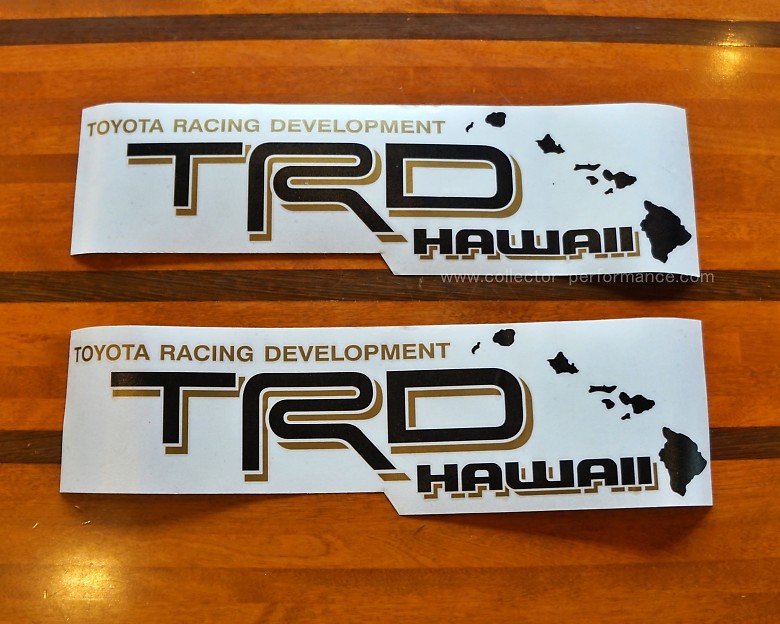 TOYOTA RACING DEVELOPMENT
TRD
HAWAII
www.collector-performance.com
TOYOTA RACING DEVELOPMENT
TRD
HAWAII